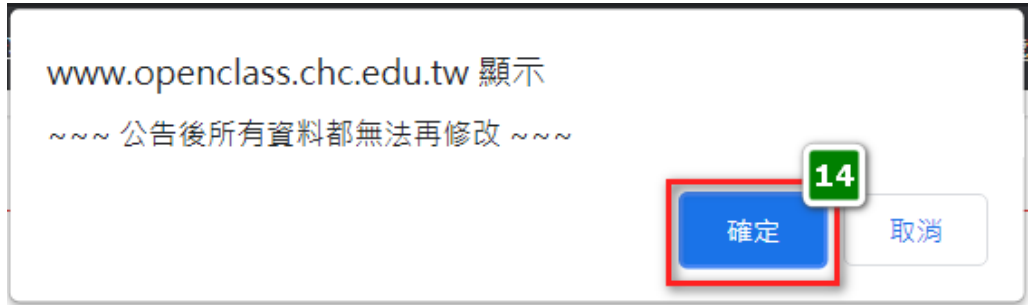 www.openclass.chc.edu.tw 顯示
~~~ 公告後所有資料都無法再修改 ~~~
14
確定
取消